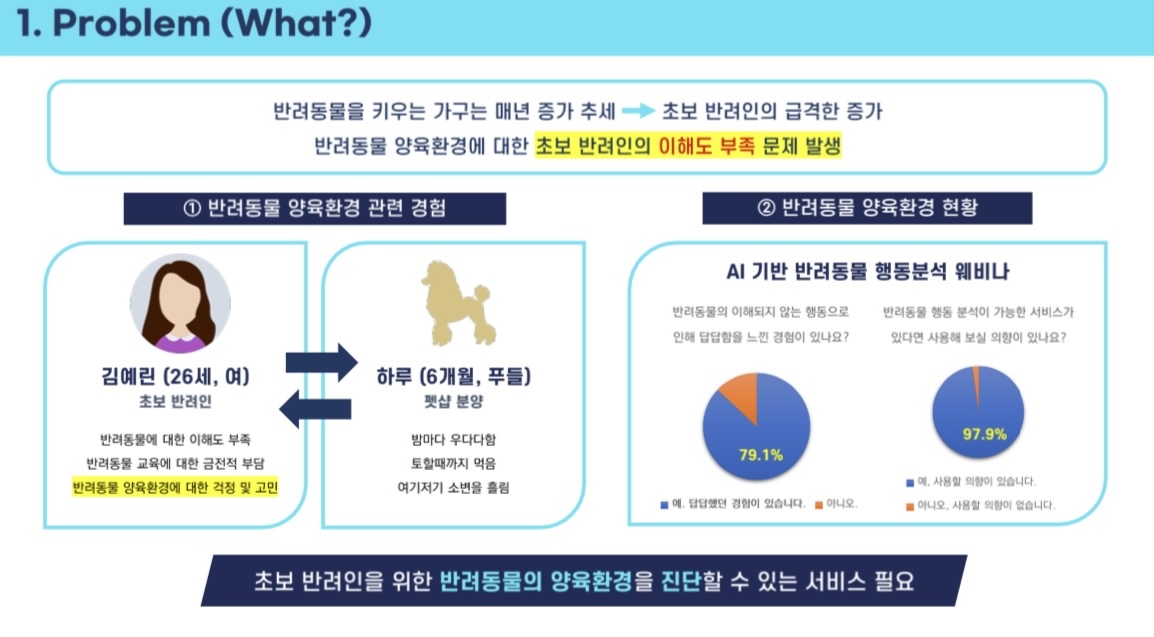 1. Problem (What?)
반려동물을 키우는 가구는 매년 증가 추세 → 초보 반려인의 급격한 증가
반려동물 양육환경에 대한 초보 반려인의 이해도 부족 문제 발생
① 반려동물 양육환경 관련 경험
김예린 (26세, 여)
초보 반려인
반려동물에 대한 이해도 부족
반려동물 교육에 대한 금전적 부담
반려동물 양육환경에 대한 걱정 및 고민
하루 (6개월, 푸들)
펫샵 분양
밤마다 우다다함
토할때까지 먹음
여기저기 소변을 흘림
② 반려동물 양육환경 현황
AI 기반 반려동물 행동분석 웨비나
반려동물의 이해되지 않는 행동으로
인해 답답함을 느낀 경험이 있나요?
79.1%
예. 답답했던 경험이 있습니다.
아니오.
반려동물 행동 분석이 가능한 서비스가
있다면 사용해 보실 의향이 있나요?
97.9%
예, 사용할 의향이 있습니다.
아니오, 사용할 의향이 없습니다.
초보 반려인을 위한 반려동물의 양육환경을 진단할 수 있는 서비스 필요